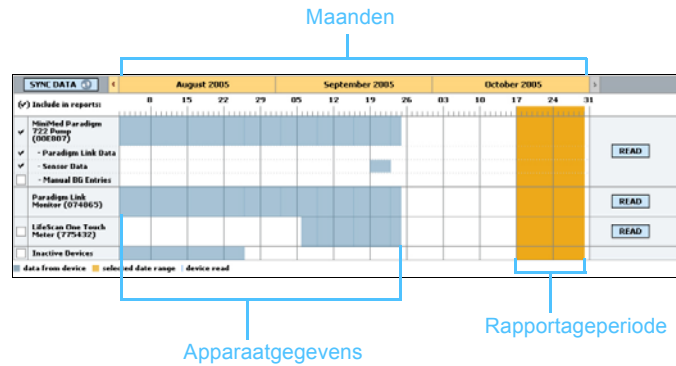 Maanden
SYNC DATA August 2005 September 2005 October 2005
(✓) Include in reports: 8 15 22 29 05 12 19 26 03 10 17 24 31
MiniMed Paradigm
722 Pump
(00E807)
- Paradigm Link Data
READ
- Sensor Data
- Manual BG Entries
Paradigm Link
Monitor (074065)
READ
LifeScan One Touch
Meter (775432)
READ
Inactive Devices
data from device selected date range device read
Rapportageperiode
Apparaatgegevens